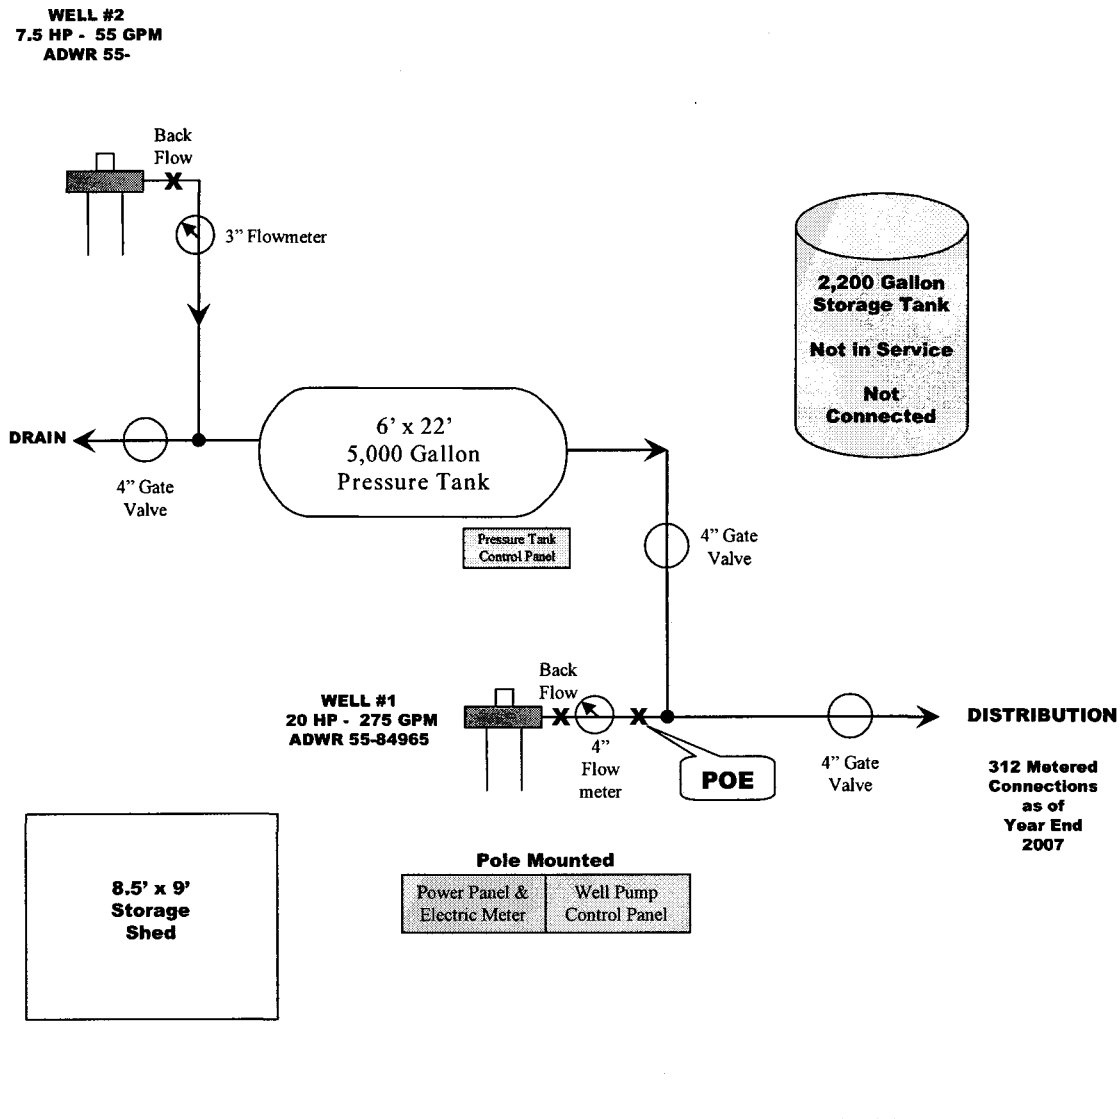 WELL #2
7.5 HP - 55 GPM
ADWR 55-
Back
Flow
3” Flowmeter
2,200 Gallon
Storage Tank
Not in Service
Not
Connected
DRAIN
4” Gate
Valve
6’ x 22’
5,000 Gallon
Pressure Tank
Pressure Tank
Control Panel
4” Gate
Valve
WELL #1
20 HP - 275 GPM
ADWR 55-84965
Back
Flow
4”
Flow
meter
POE
4” Gate
Valve
DISTRIBUTION
312 Metered
Connections
as of
Year End
2007
8.5’ x 9’
Storage
Shed
Pole Mounted
Power Panel &
Electric Meter
Well Pump
Control Panel